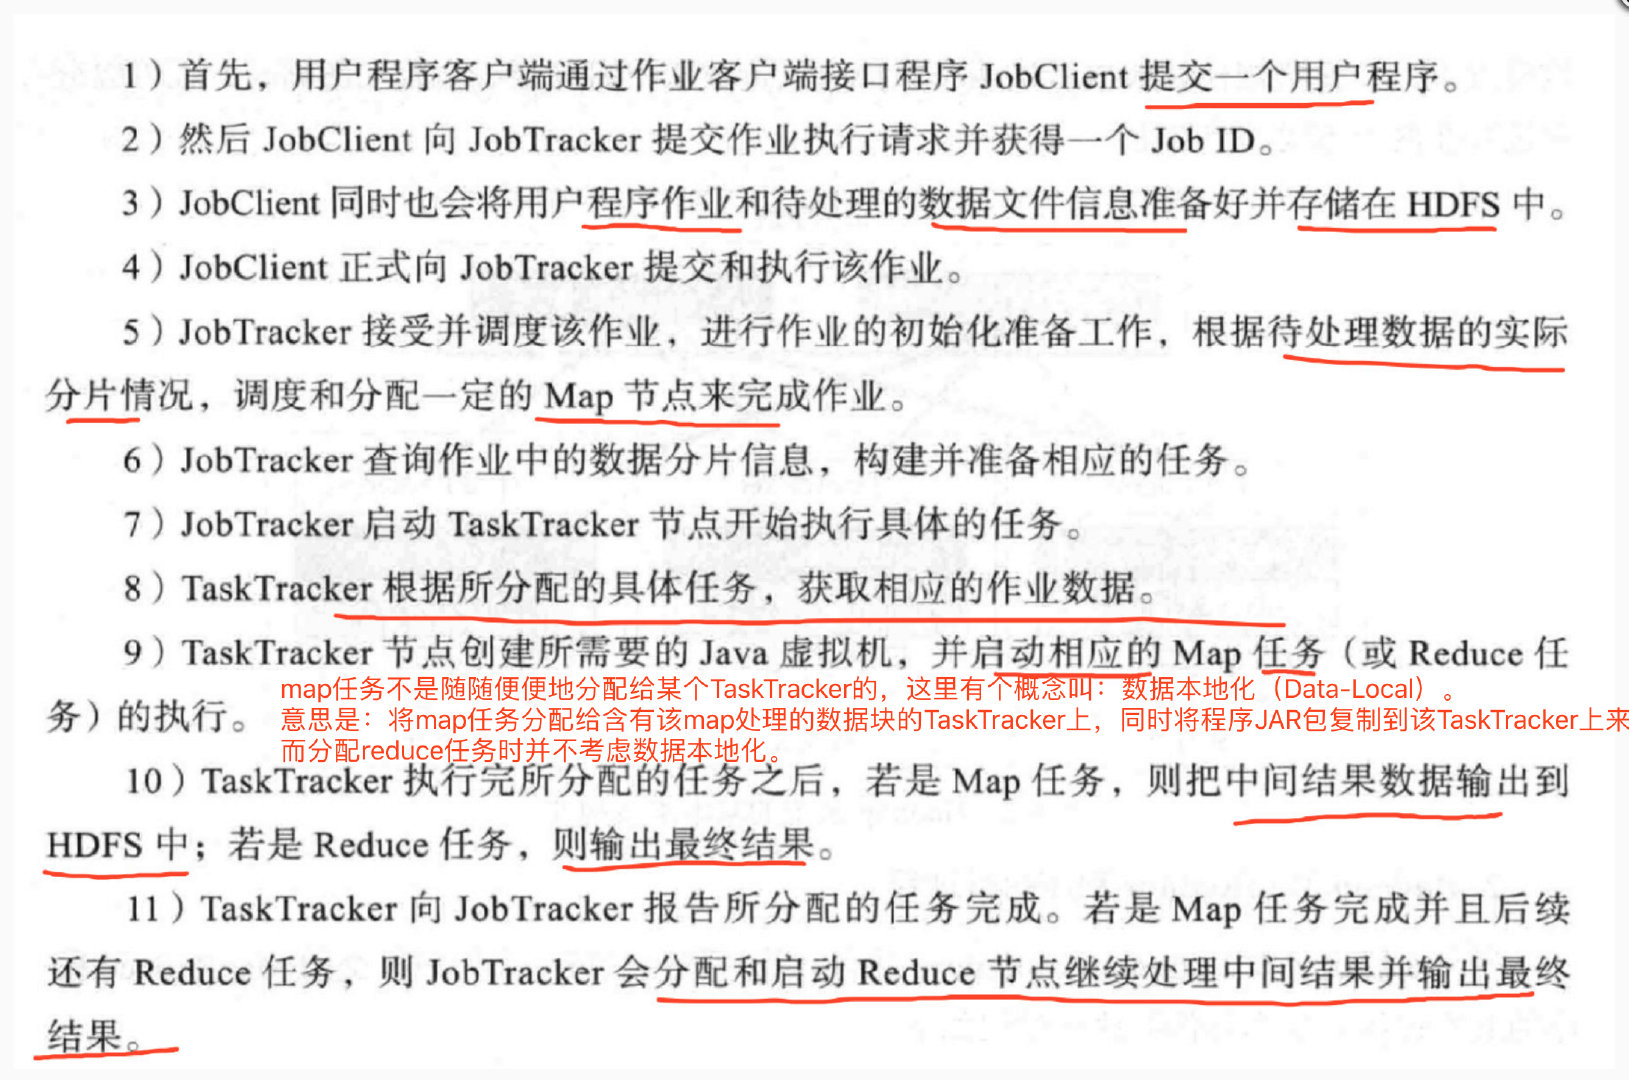 1）首先，用户程序客户端通过作业客户端接口程序 JobClient 提交一个用户程序。
2）然后 JobClient 向 JobTracker 提交作业执行请求并获得一个 Job ID。
3）JobClient 同时也会将用户程序作业和待处理的数据文件信息准备好并存储在 HDFS 中。
4）JobClient 正式向 JobTracker 提交和执行该作业。
5）JobTracker 接受并调度该作业，进行作业的初始化准备工作，根据待处理数据的实际
分片情况，调度和分配一定的 Map 节点来完成作业。
6）JobTracker 查询作业中的数据分片信息，构建并准备相应的任务。
7）JobTracker 启动 TaskTracker 节点开始执行具体的任务。
8）TaskTracker 根据所分配的具体任务，获取相应的作业数据。
9）TaskTracker 节点创建所需要的 Java 虚拟机，并启动相应的 Map 任务（或 Reduce 任
务）的执行。
map任务不是随随便便地分配给某个TaskTracker的，这里有个概念叫：数据本地化（Data-Local）。
意思是：将map任务分配给含有该map处理的数据块的TaskTracker上，同时将程序JAR包复制到该TaskTracker上来
而分配reduce任务时并不考虑数据本地化。
10）TaskTracker 执行完所分配的任务之后，若是 Map 任务，则把中间结果数据输出到
HDFS 中；若是 Reduce 任务，则输出最终结果。
11）TaskTracker 向 JobTracker 报告所分配的任务完成。若是 Map 任务完成并且后续
还有 Reduce 任务，则 JobTracker 会分配和启动 Reduce 节点继续处理中间结果并输出最终
结果。